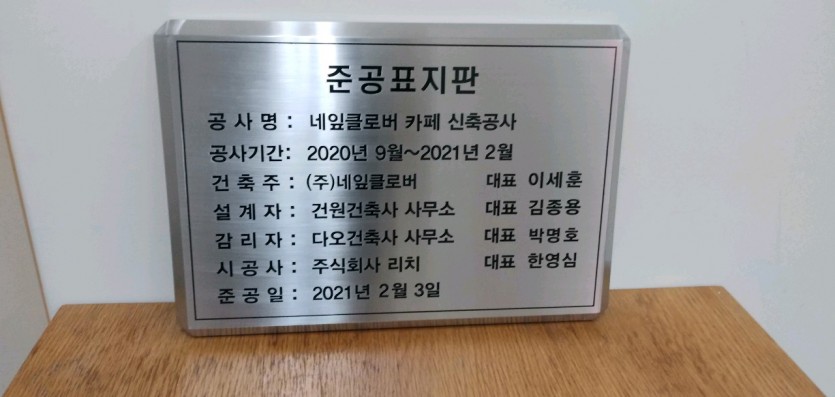 준공표지판
공 사 명 : 네잎클로버 카페 신축공사
공사기간: 2020년 9월~2021년 2월
건 축 주 : (주)네잎클로버 대표 이세훈
설 계 자 : 건원건축사 사무소 대표 김종용
감 리 자 : 다오건축사 사무소 대표 박명호
시 공 사 : 주식회사 리치 대표 한영심
준 공 일 : 2021년 2월 3일